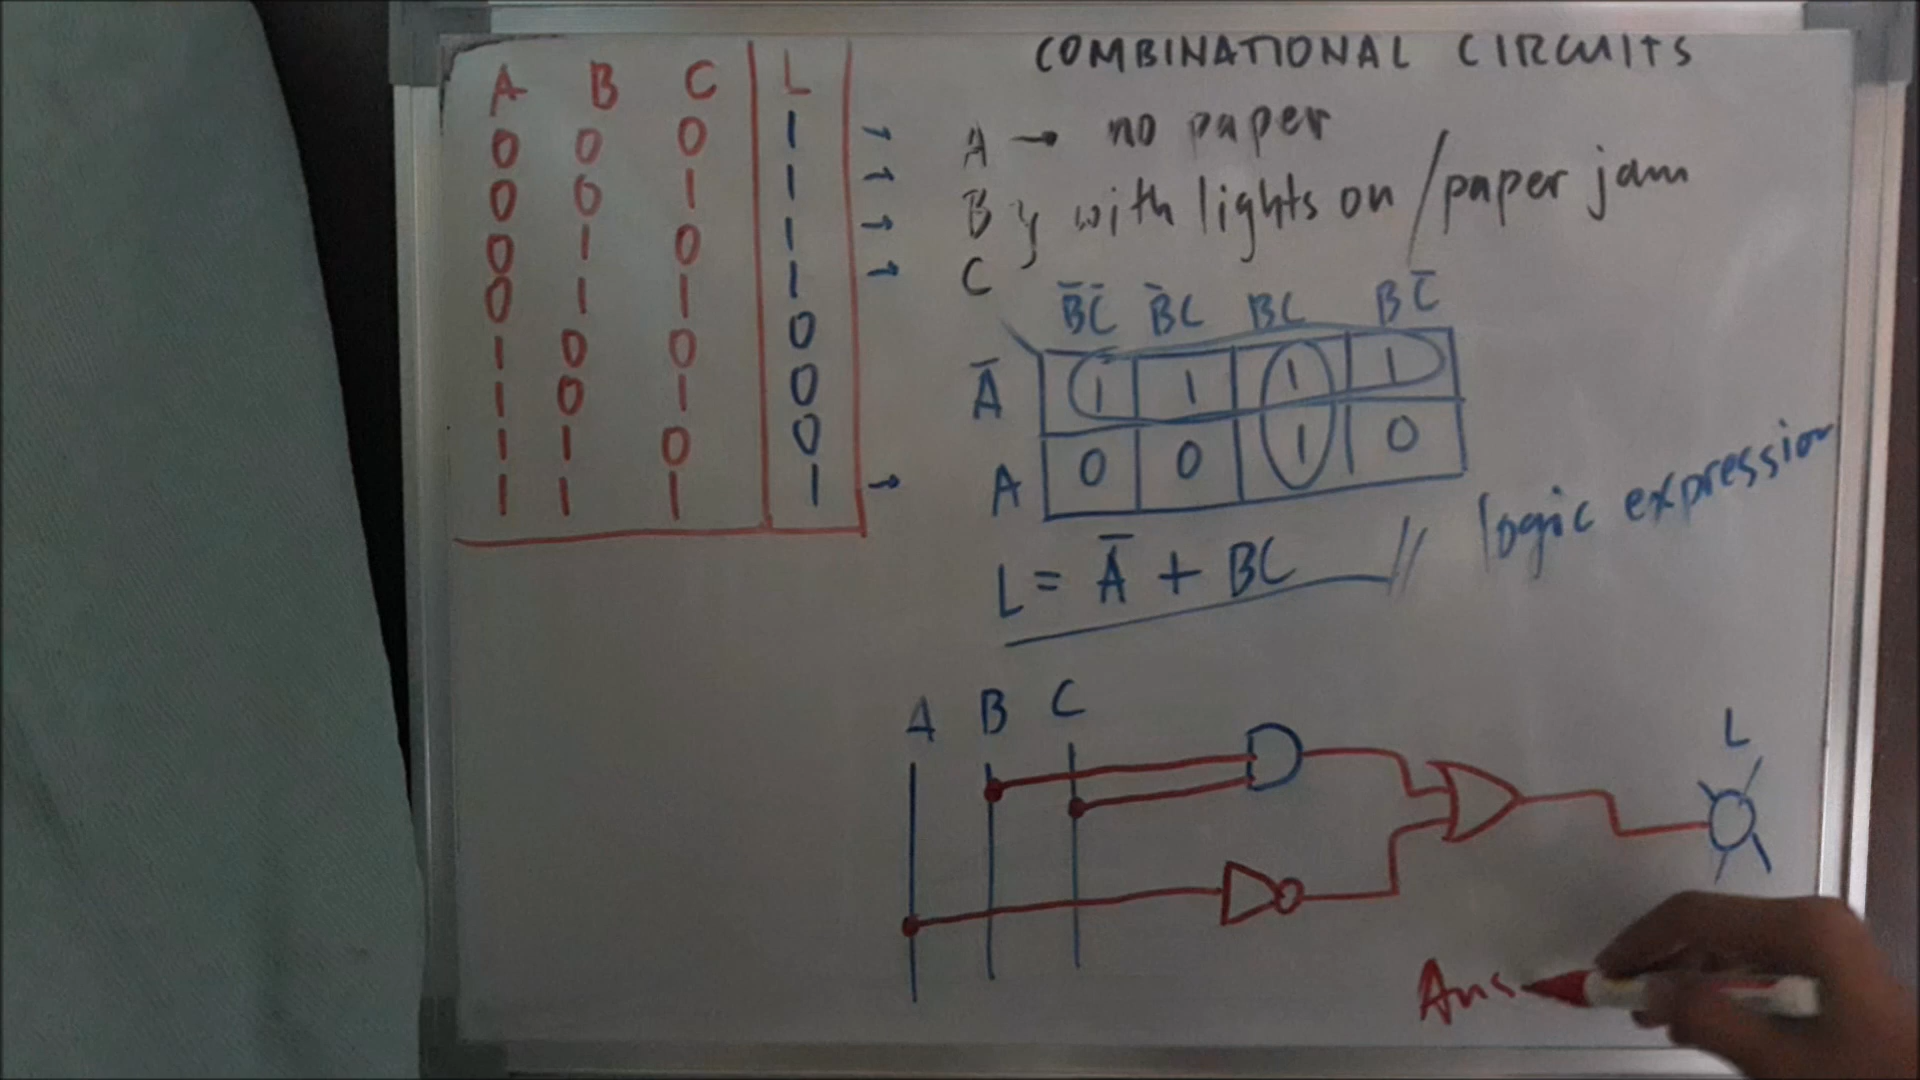 COMBINATIONAL CIRCUITS
A B C L
0 0 0 1 →
0 0 1 1 →
0 1 0 1 →
0 1 1 1 →
1 0 0 0
1 0 1 0
1 1 0 0
1 1 1 1 →
A → no paper
B } with lights on / paper jam
C
B̅C̅ B̅C BC BC̅
A̅ 1 1 1 1
A 0 0 1 0
L = A̅ + BC // logic expression
A B C
L
Ans